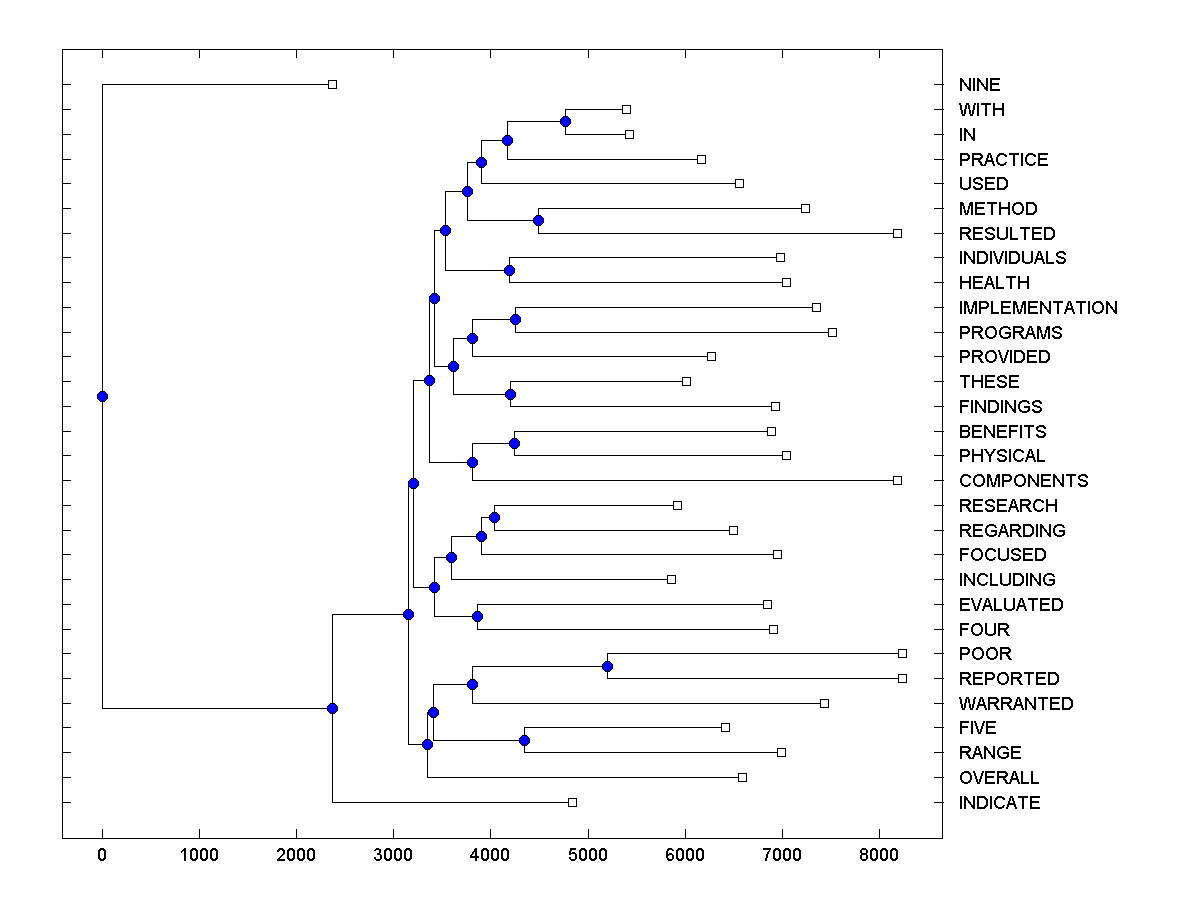 NINE
WITH
IN
PRACTICE
USED
METHOD
RESULTED
INDIVIDUALS
HEALTH
IMPLEMENTATION
PROGRAMS
PROVIDED
THESE
FINDINGS
BENEFITS
PHYSICAL
COMPONENTS
RESEARCH
REGARDING
FOCUSED
INCLUDING
EVALUATED
FOUR
POOR
REPORTED
WARRANTED
FIVE
RANGE
OVERALL
INDICATE
0 1000 2000 3000 4000 5000 6000 7000 8000